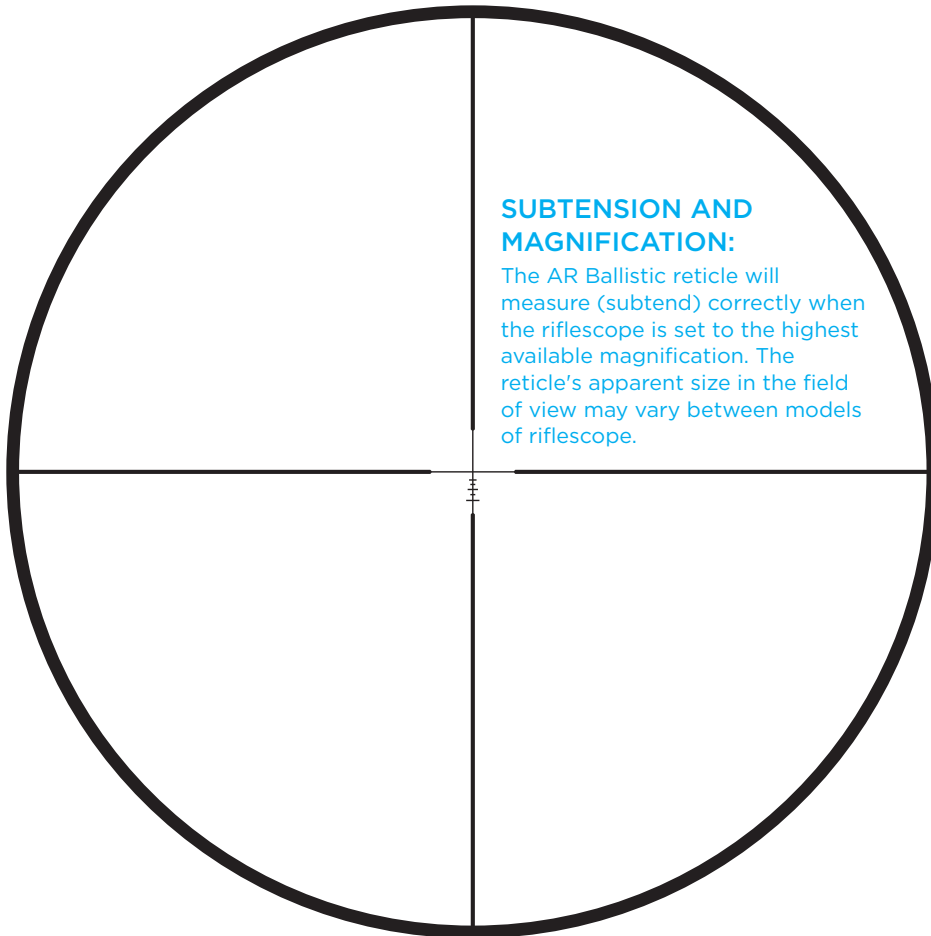 SUBTENSION AND
MAGNIFICATION:
The AR Ballistic reticle will
measure (subtend) correctly when
the riflescope is set to the highest
available magnification. The
reticle's apparent size in the field
of view may vary between models
of riflescope.